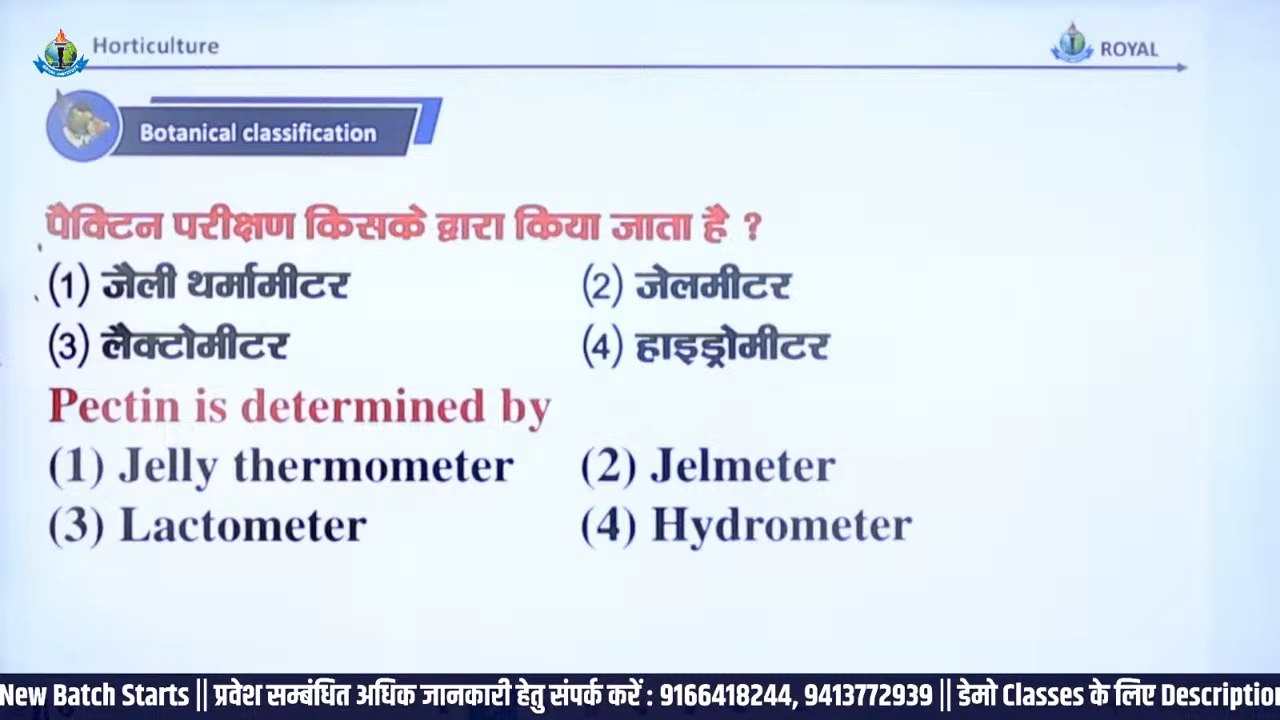 Horticulture
ROYAL
Botanical classification
पैक्टिन परीक्षण किसके द्वारा किया जाता है ?
(1) जैली थर्मामीटर (2) जेलमीटर
(3) लैक्टोमीटर (4) हाइड्रोमीटर
Pectin is determined by
(1) Jelly thermometer (2) Jelmeter
(3) Lactometer (4) Hydrometer
New Batch Starts || प्रवेश सम्बंधित अधिक जानकारी हेतु संपर्क करें : 9166418244, 9413772939 || डेमो Classes के लिए Description